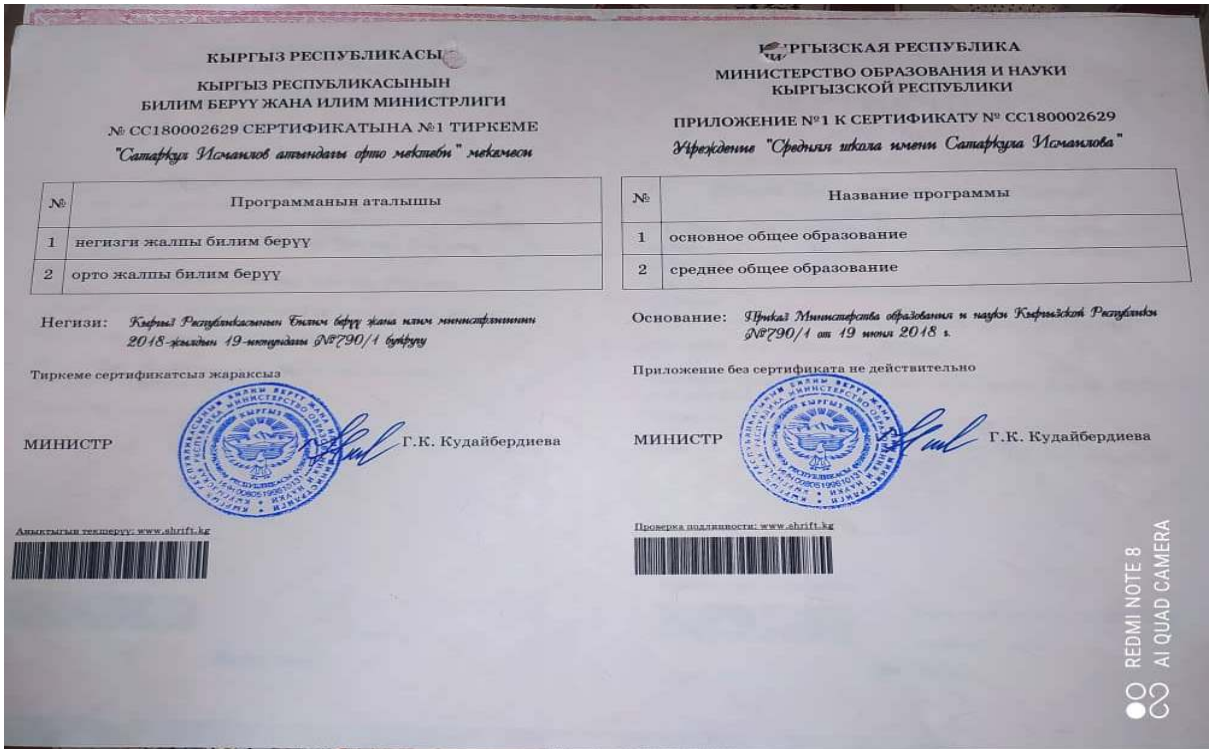 КЫРГЫЗ РЕСПУБЛИКАСЫ
КЫРГЫЗ РЕСПУБЛИКАСЫНЫН
БИЛИМ БЕРҮҮ ЖАНА ИЛИМ МИНИСТРЛИГИ
№ СС180002629 СЕРТИФИКАТЫНА №1 ТИРКЕМЕ
"Сатаркул Исмаилов атындагы орто мектеби" мекемеси
№ Программанын аталышы
1 негизги жалпы билим берүү
2 орто жалпы билим берүү
Негизи: Кыргыз Республикасынын Билим берүү жана илим министрлигинин
2018-жылдын 19-июнундагы №790/1 буйругу
Тиркеме сертификатсыз жараксыз
МИНИСТР Г.К. Кудайбердиева
Аныктыгын текшерүү: www.shrift.kg
РГЫЗСКАЯ РЕСПУБЛИКА
МИНИСТЕРСТВО ОБРАЗОВАНИЯ И НАУКИ
КЫРГЫЗСКОЙ РЕСПУБЛИКИ
ПРИЛОЖЕНИЕ №1 К СЕРТИФИКАТУ № СС180002629
Учреждение "Средняя школа имени Сатаркула Исмаилова"
№ Название программы
1 основное общее образование
2 среднее общее образование
Основание: Приказ Министерства образования и науки Кыргызской Республики
№790/1 от 19 июня 2018 г.
Приложение без сертификата не действительно
МИНИСТР Г.К. Кудайбердиева
Проверка подлинности: www.shrift.kg
REDMI NOTE 8
AI QUAD CAMERA